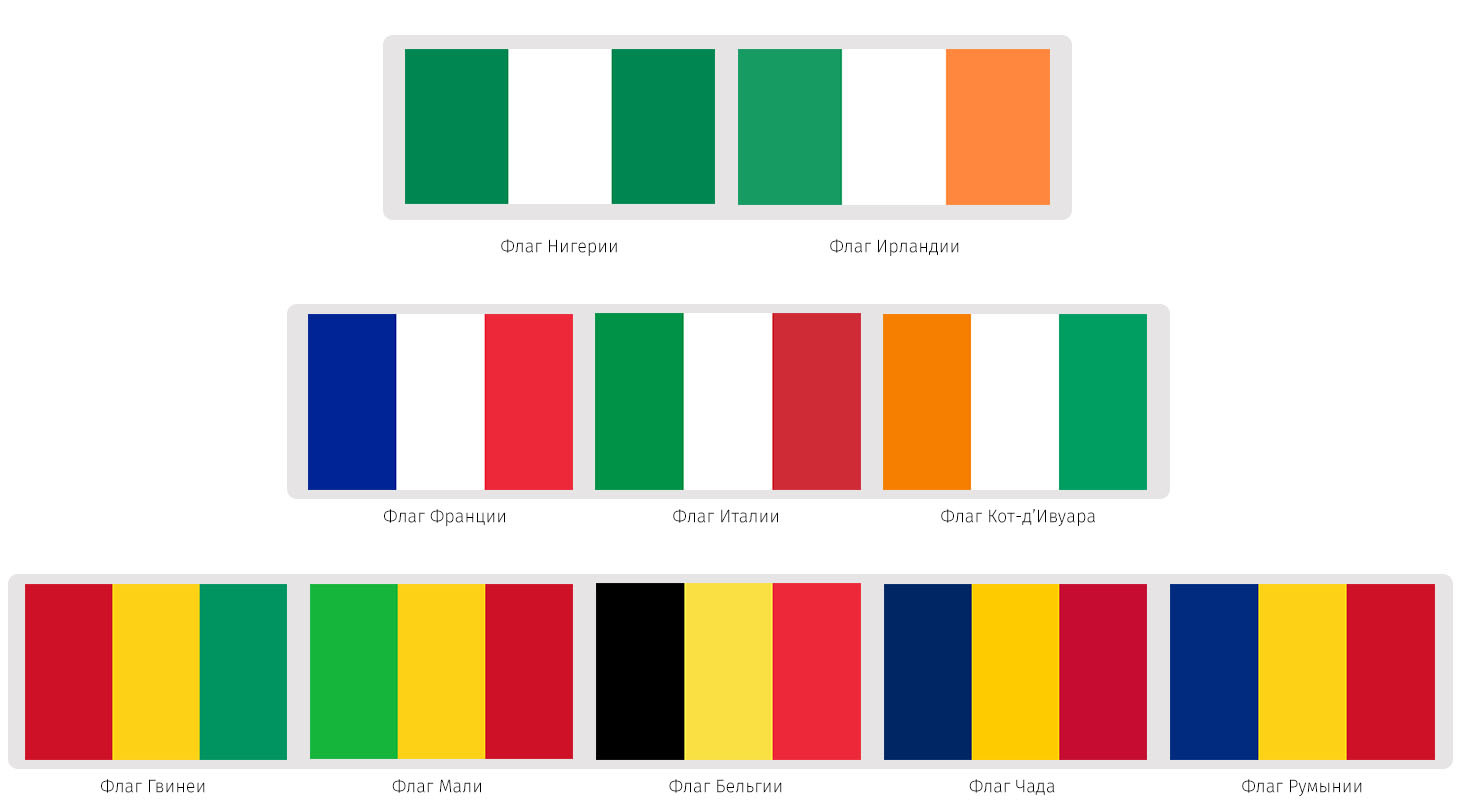 Флаг Нигерии
Флаг Ирландии
Флаг Франции
Флаг Италии
Флаг Кот-д’Ивуара
Флаг Гвинеи
Флаг Мали
Флаг Бельгии
Флаг Чада
Флаг Румынии